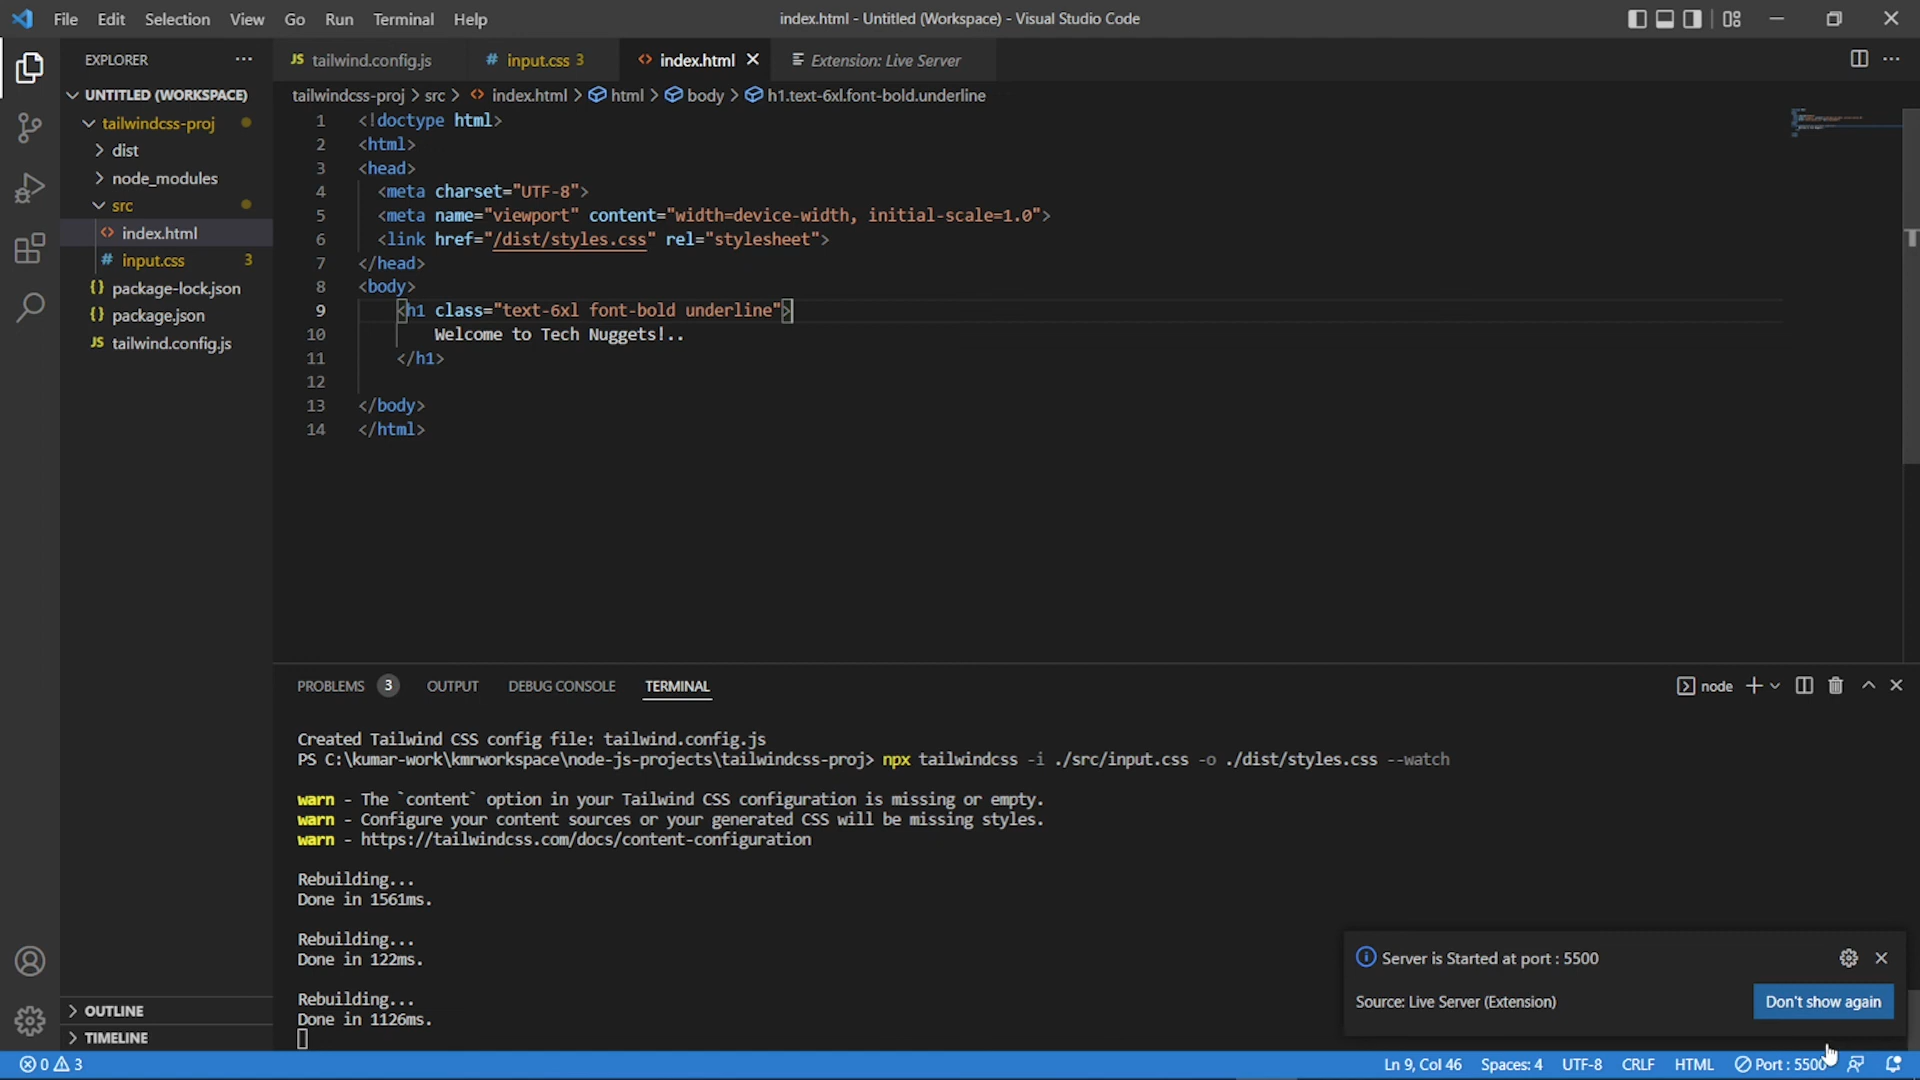 File Edit Selection View Go Run Terminal Help
index.html - Untitled (Workspace) - Visual Studio Code
EXPLORER
UNTITLED (WORKSPACE)
tailwindcss-proj
dist
node_modules
src
index.html
input.css 3
package-lock.json
package.json
JS tailwind.config.js
OUTLINE
TIMELINE
JS tailwind.config.js # input.css 3 index.html Extension: Live Server
tailwindcss-proj > src > index.html > html > body > h1.text-6xl.font-bold.underline
1 <!doctype html>
2 <html>
3 <head>
4 <meta charset="UTF-8">
5 <meta name="viewport" content="width=device-width, initial-scale=1.0">
6 <link href="/dist/styles.css" rel="stylesheet">
7 </head>
8 <body>
9 <h1 class="text-6xl font-bold underline">
10 Welcome to Tech Nuggets!..
11 </h1>
12
13 </body>
14 </html>
PROBLEMS 3 OUTPUT DEBUG CONSOLE TERMINAL
node
Created Tailwind CSS config file: tailwind.config.js
PS C:\kumar-work\kmrworkspace\node-js-projects\tailwindcss-proj> npx tailwindcss -i ./src/input.css -o ./dist/styles.css --watch
warn - The `content` option in your Tailwind CSS configuration is missing or empty.
warn - Configure your content sources or your generated CSS will be missing styles.
warn - https://tailwindcss.com/docs/content-configuration
Rebuilding...
Done in 1561ms.
Rebuilding...
Done in 122ms.
Rebuilding...
Done in 1126ms.
Server is Started at port : 5500
Source: Live Server (Extension)
Don't show again
0 3
Ln 9, Col 46 Spaces: 4 UTF-8 CRLF HTML Port : 5500